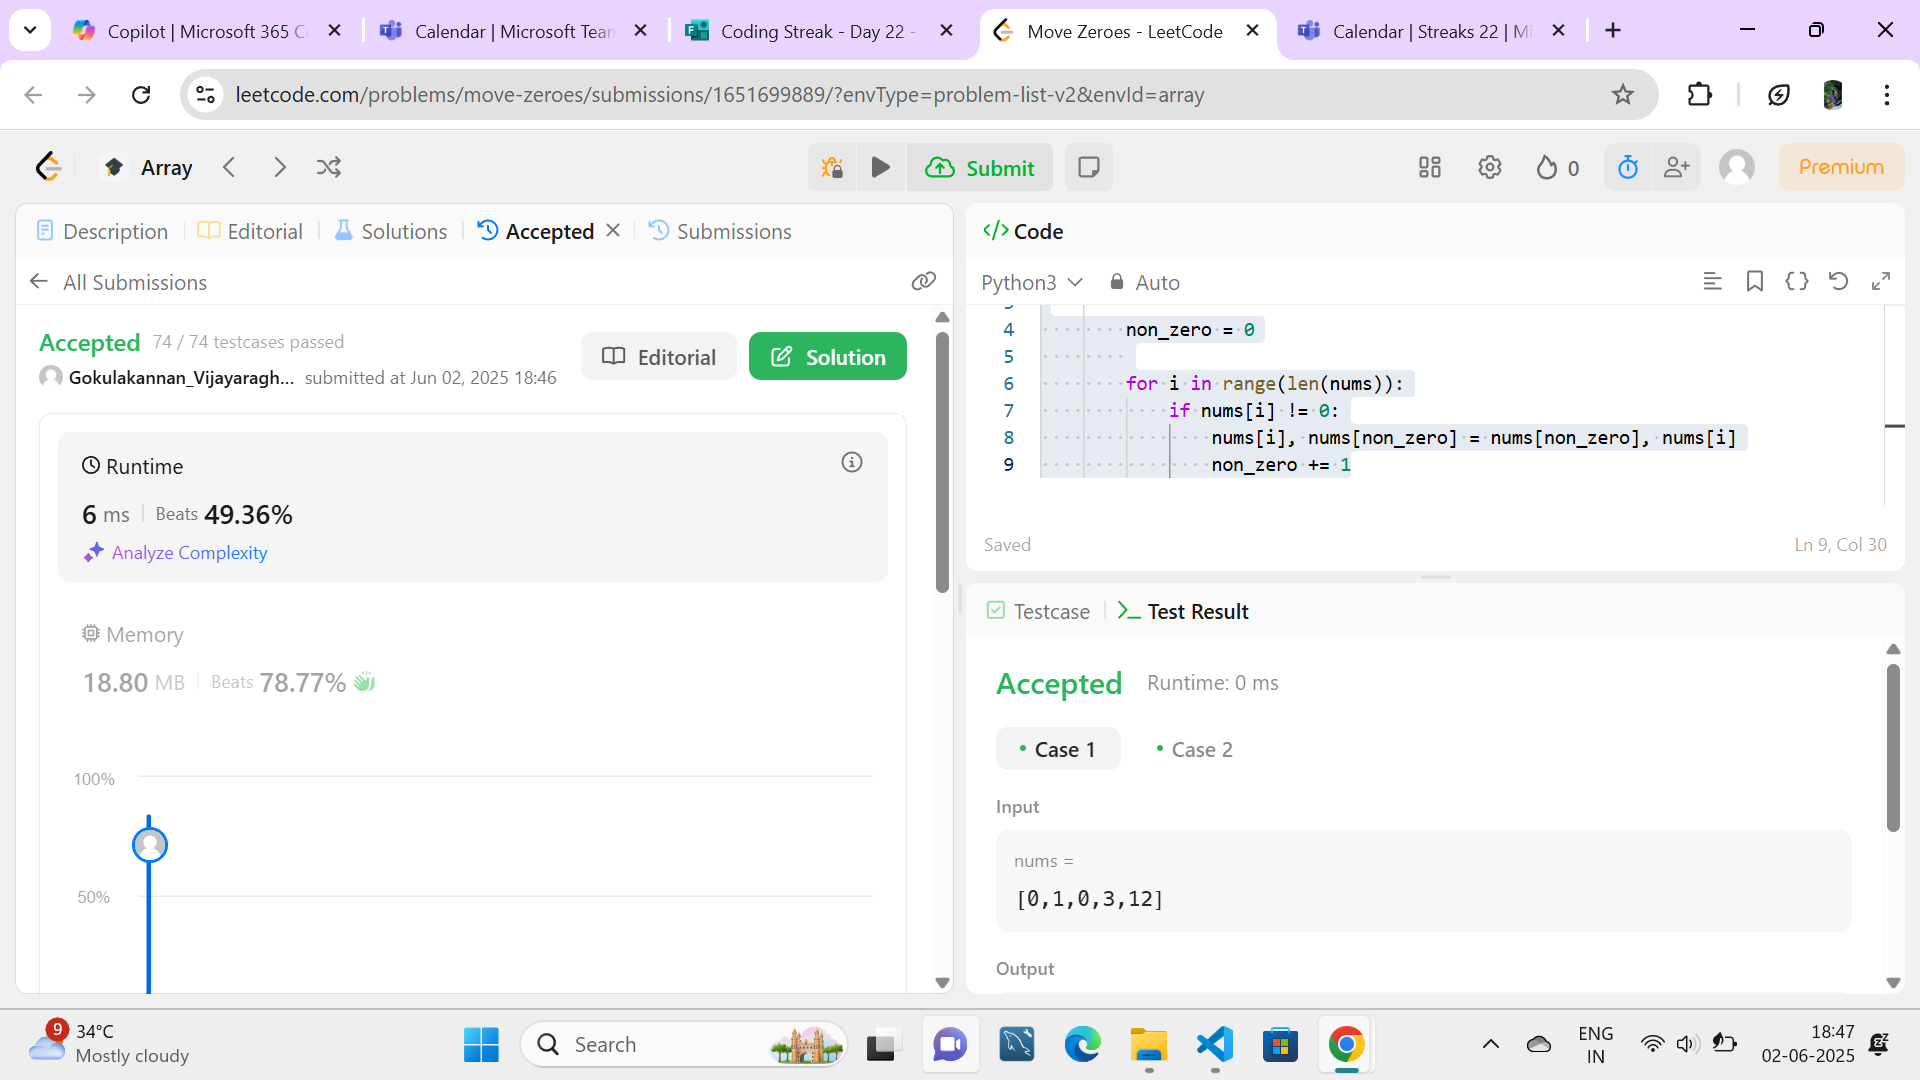 Copilot | Microsoft 365 C
Calendar | Microsoft Tean
Coding Streak - Day 22 -
Move Zeroes - LeetCode
Calendar | Streaks 22 | Mi
leetcode.com/problems/move-zeroes/submissions/1651699889/?envType=problem-list-v2&envId=array
Array
Submit
0
Premium
Description
Editorial
Solutions
Accepted
Submissions
All Submissions
Accepted 74 / 74 testcases passed
Gokulakannan_Vijayaragh... submitted at Jun 02, 2025 18:46
Editorial
Solution
Runtime
6 ms Beats 49.36%
Analyze Complexity
Memory
18.80 MB Beats 78.77%
100%
50%
</> Code
Python3
Auto
4 non_zero = 0
5
6 for i in range(len(nums)):
7 if nums[i] != 0:
8 nums[i], nums[non_zero] = nums[non_zero], nums[i]
9 non_zero += 1
Saved
Ln 9, Col 30
Testcase
Test Result
Accepted Runtime: 0 ms
Case 1
Case 2
Input
nums =
[0,1,0,3,12]
Output
9
34°C
Mostly cloudy
Search
ENG
IN
18:47
02-06-2025